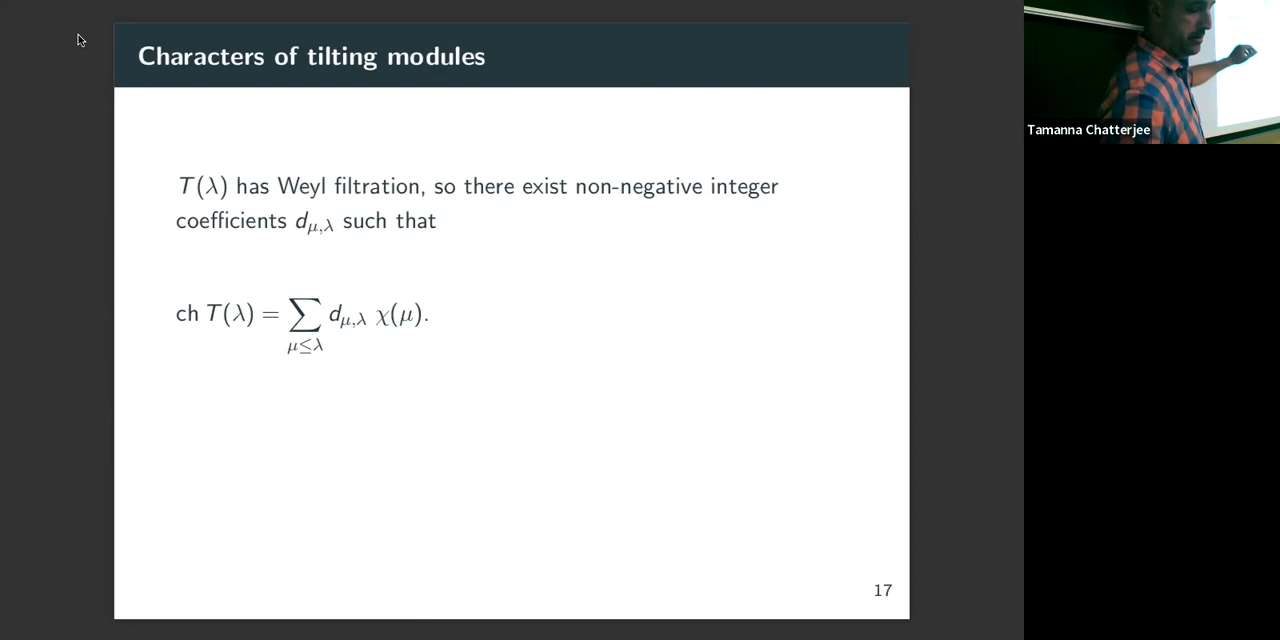 Characters of tilting modules
T(λ) has Weyl filtration, so there exist non-negative integer
coefficients d_{μ,λ} such that
ch T(λ) = ∑_{μ≤λ} d_{μ,λ} χ(μ).
17
Tamanna Chatterjee